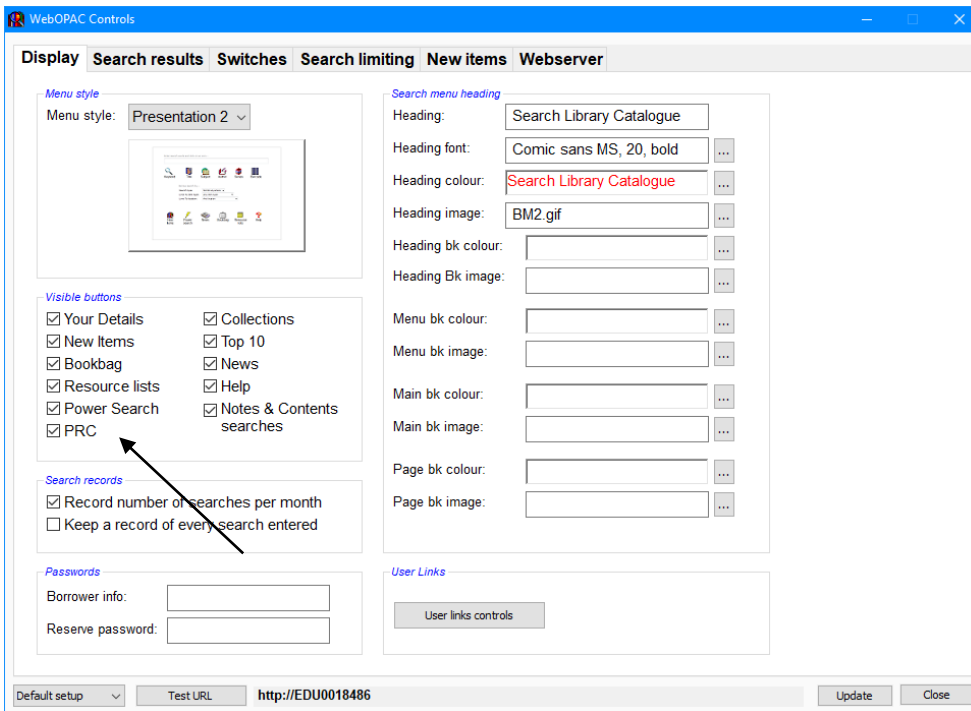 WebOPAC Controls
Display Search results Switches Search limiting New items Webserver
Menu style
Menu style: Presentation 2
Search menu heading
Heading: Search Library Catalogue
Heading font: Comic sans MS, 20, bold ...
Heading colour: Search Library Catalogue ...
Heading image: BM2.gif ...
Heading bk colour: ...
Heading Bk image: ...
Menu bk colour: ...
Menu bk image: ...
Main bk colour: ...
Main bk image: ...
Page bk colour: ...
Page bk image: ...
Visible buttons
Your Details
New Items
Bookbag
Resource lists
Power Search
PRC
Collections
Top 10
News
Help
Notes & Contents
searches
Search records
Record number of searches per month
Keep a record of every search entered
Passwords
Borrower info:
Reserve password:
User Links
User links controls
Default setup Test URL http://EDU0018486 Update Close